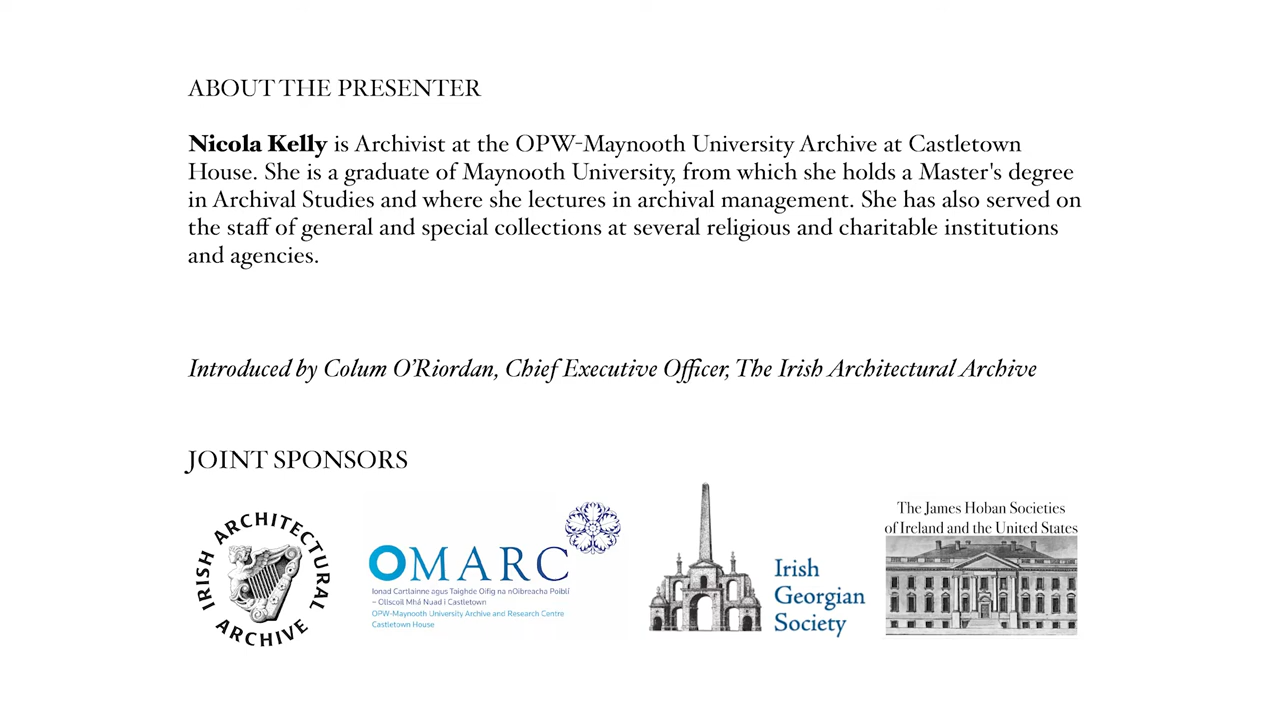 ABOUT THE PRESENTER
Nicola Kelly is Archivist at the OPW-Maynooth University Archive at Castletown
House. She is a graduate of Maynooth University, from which she holds a Master's degree
in Archival Studies and where she lectures in archival management. She has also served on
the staff of general and special collections at several religious and charitable institutions
and agencies.
Introduced by Colum O'Riordan, Chief Executive Officer, The Irish Architectural Archive
JOINT SPONSORS
IRISH ARCHITECTURAL ARCHIVE
OMARC
Ionad Cartlainne agus Taighde Oifig na nOibreacha Poiblí
– Ollscoil Mhá Nuad i Castletown
OPW-Maynooth University Archive and Research Centre
Castletown House
Irish
Georgian
Society
The James Hoban Societies
of Ireland and the United States